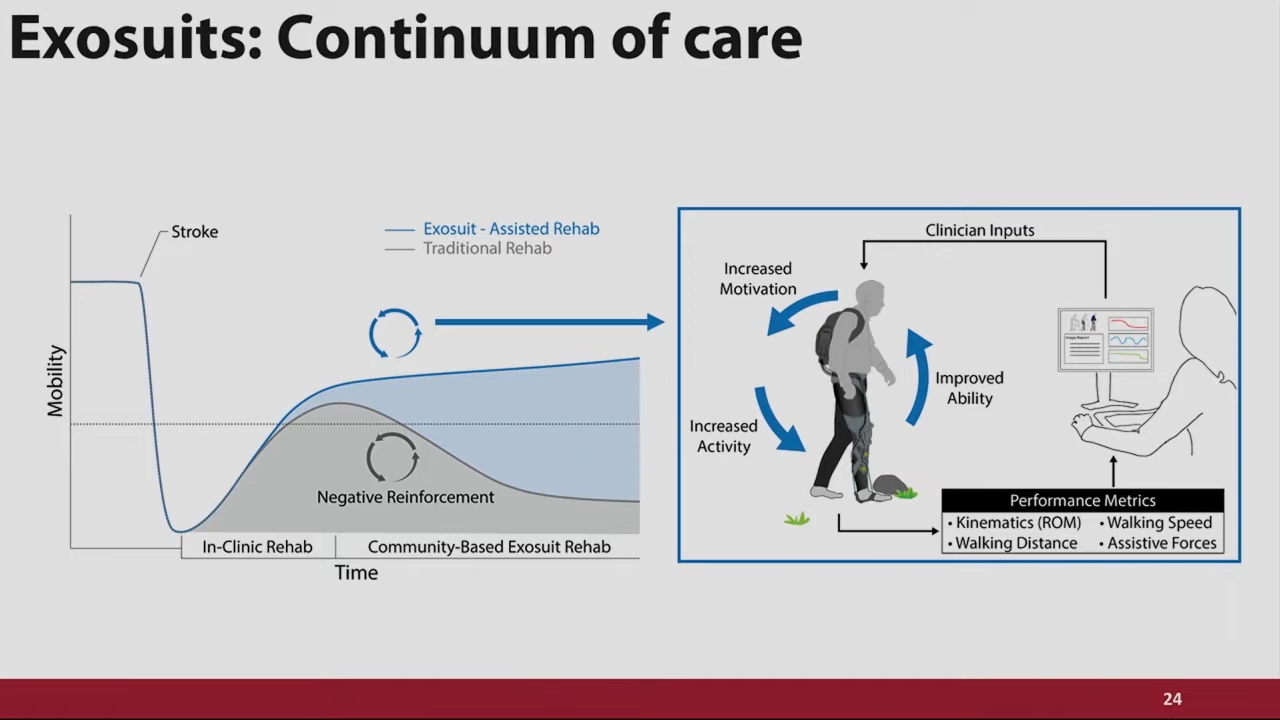 Exosuits: Continuum of care
Stroke
Exosuit - Assisted Rehab
Traditional Rehab
Mobility
Negative Reinforcement
In-Clinic Rehab
Community-Based Exosuit Rehab
Time
Clinician Inputs
Increased
Motivation
Improved
Ability
Increased
Activity
Performance Metrics
• Kinematics (ROM)
• Walking Speed
• Walking Distance
• Assistive Forces
24